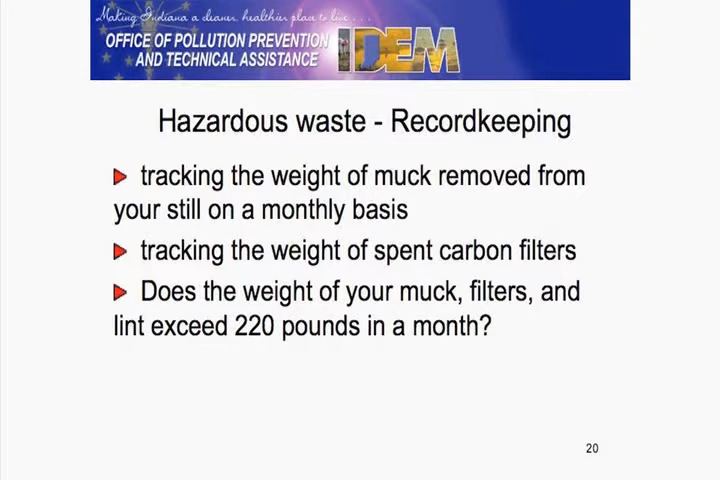 Making Indiana a cleaner, healthier place to live . . .
OFFICE OF POLLUTION PREVENTION
AND TECHNICAL ASSISTANCE
IDEM
Hazardous waste - Recordkeeping
tracking the weight of muck removed from
your still on a monthly basis
tracking the weight of spent carbon filters
Does the weight of your muck, filters, and
lint exceed 220 pounds in a month?
20